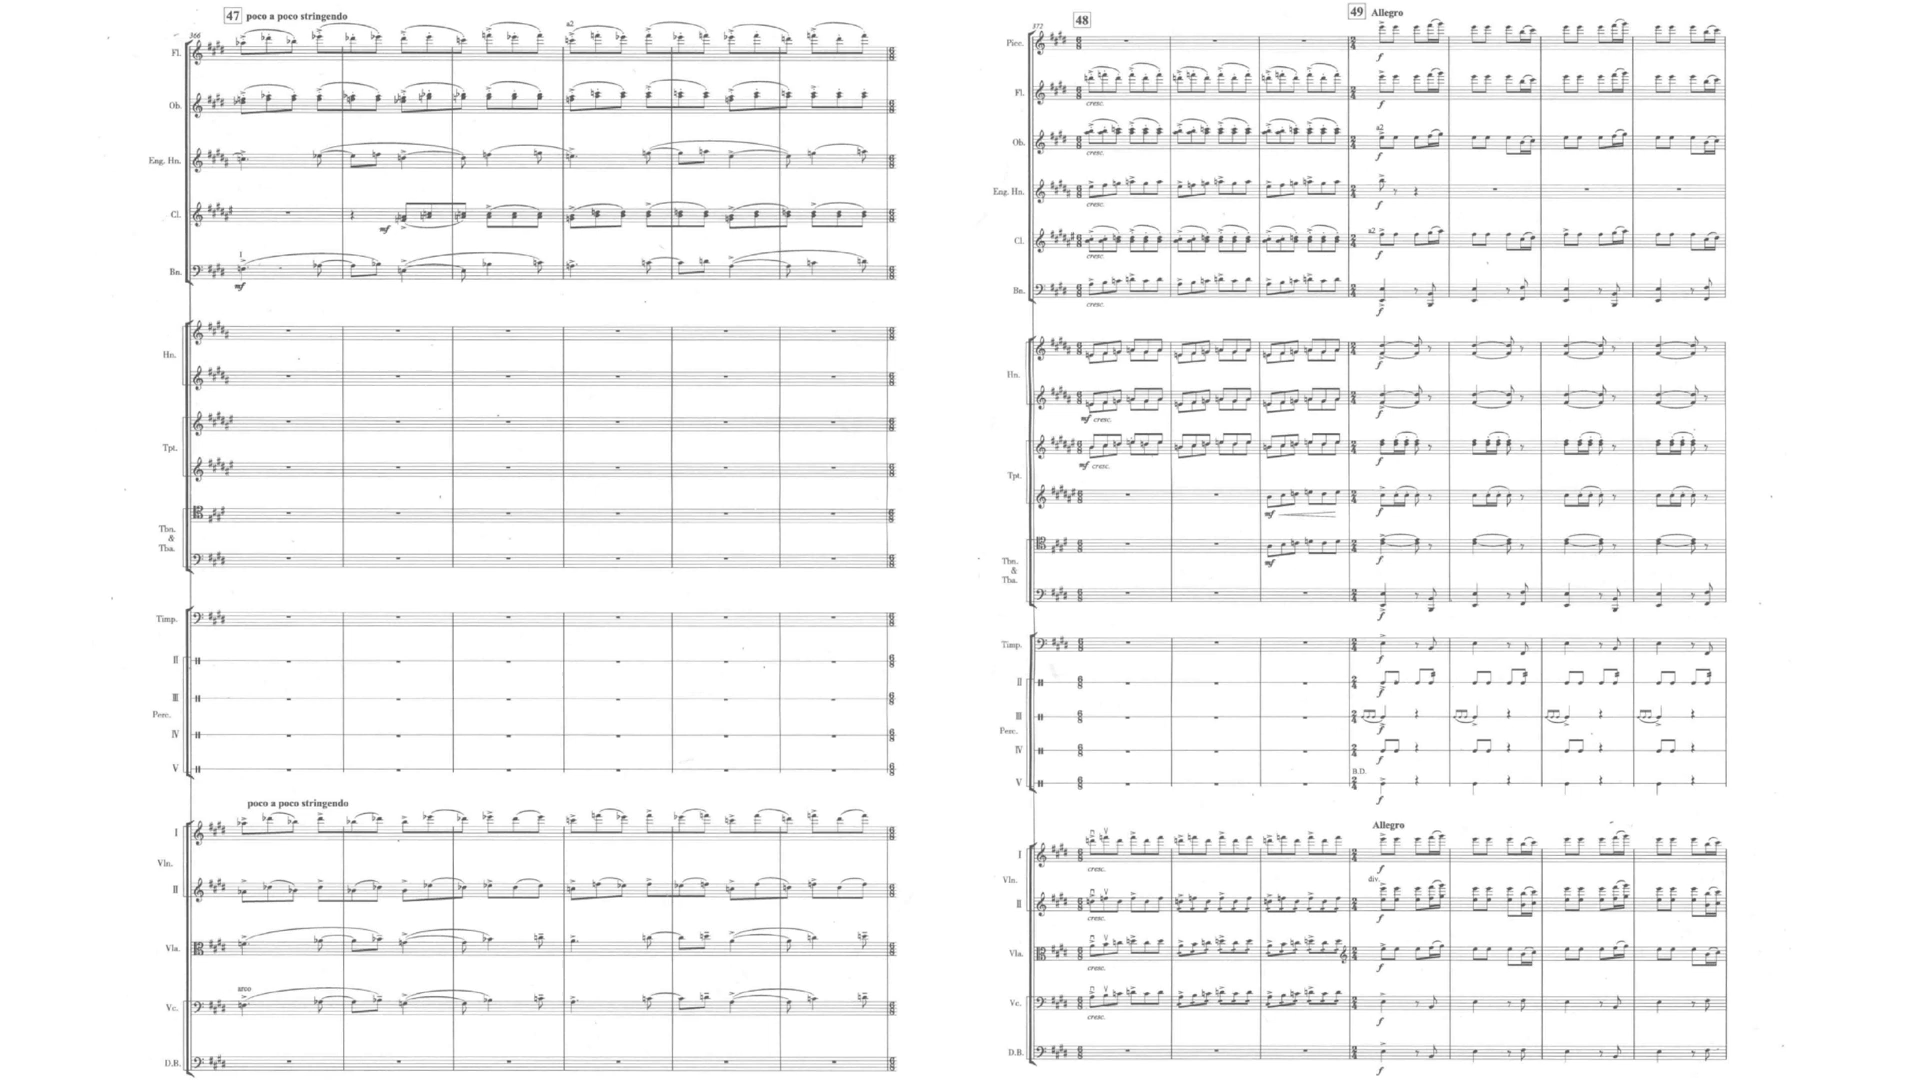 47 poco a poco stringendo
366
Fl.
a2
Ob.
Eng. Hn.
Cl.
mf
I
Bn.
mf
Hn.
Tpt.
Tbn.
&
Tba.
Timp.
II
III
Perc.
IV
V
poco a poco stringendo
I
Vln.
II
Vla.
arco
Vc.
D.B.
372
48
49 Allegro
Picc.
f
Fl.
cresc.
f
a2
Ob.
cresc.
f
Eng. Hn.
cresc.
f
a2
Cl.
cresc.
f
Bn.
cresc.
f
Hn.
f
mf cresc.
f
mf cresc.
f
Tpt.
mf
f
mf
f
Tbn.
&
Tba.
f
Timp.
f
II
f
III
f
Perc.
IV
f
B.D.
V
f
Allegro
I
cresc.
f
Vln.
div.
II
cresc.
f
Vla.
cresc.
f
Vc.
cresc.
f
D.B.
f